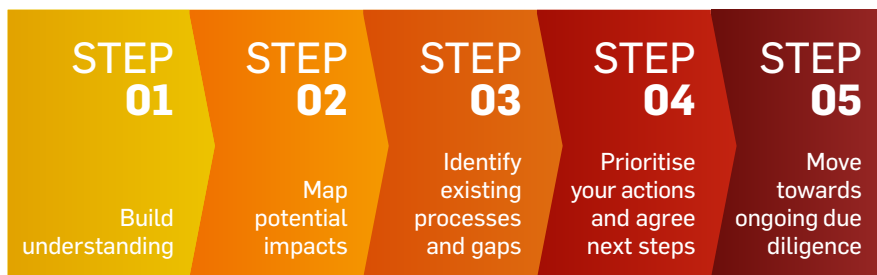 STEP
01
Build
understanding
STEP
02
Map
potential
impacts
STEP
03
Identify
existing
processes
and gaps
STEP
04
Prioritise
your actions
and agree
next steps
STEP
05
Move
towards
ongoing due
diligence